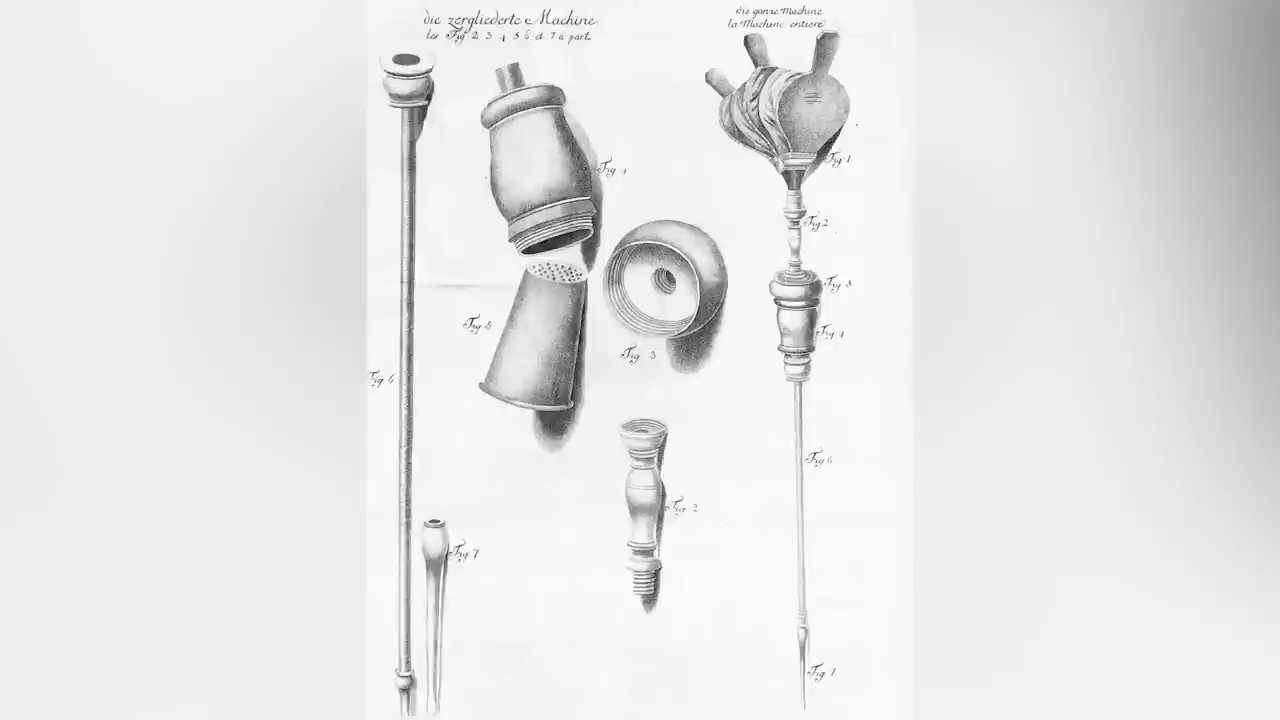 die zergliederte Machine
les Fig 2 3 4 5 6 et 7 a part
die ganze Machine
la Machine entiere
Fig 1
Fig 4
Fig 2
Fig 3
Fig 5
Fig 4
Fig 3
Fig 6
Fig 6
Fig 2
Fig 7
Fig 7